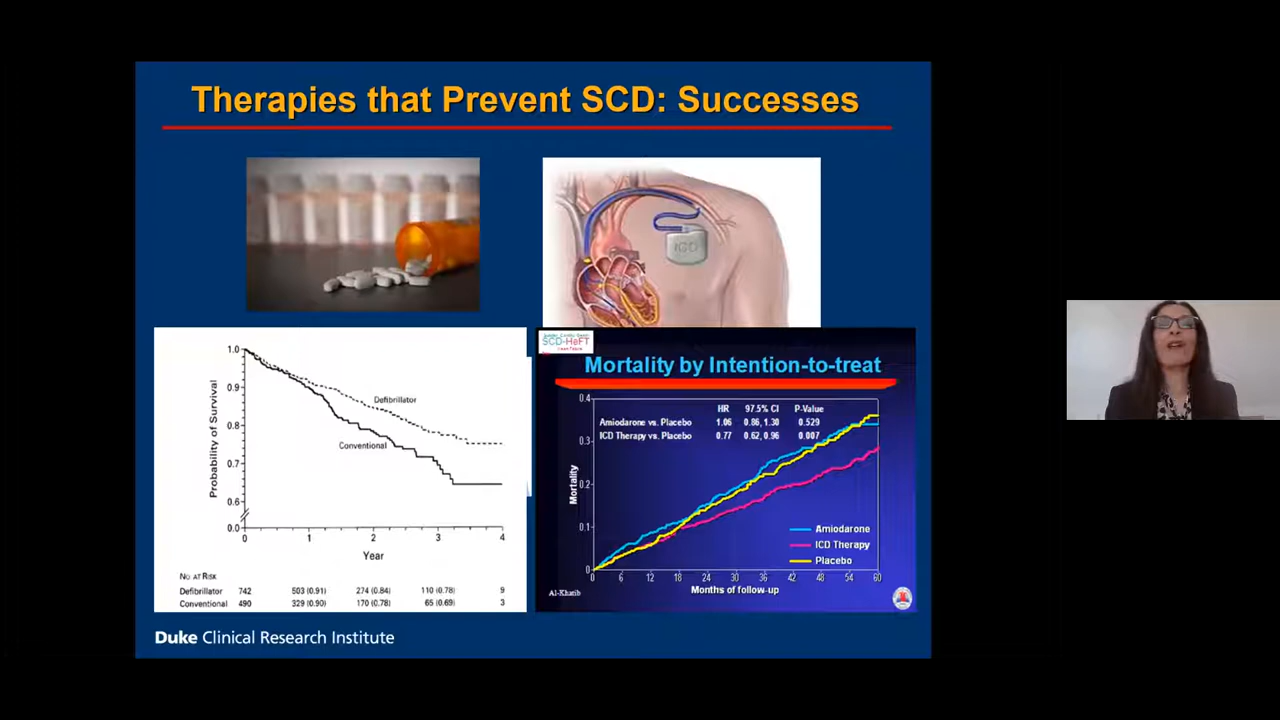 Therapies that Prevent SCD: Successes
ICD
1.0
0.9
0.8
0.7
0.6
0.0
Probability of Survival
Defibrillator
Conventional
0 1 2 3 4
Year
No. at Risk
Defibrillator 742 503 (0.91) 274 (0.84) 110 (0.78) 9
Conventional 490 329 (0.90) 170 (0.78) 65 (0.69) 3
SCD-HeFT
Mortality by Intention-to-treat
HR 97.5% CI P-Value
Amiodarone vs. Placebo 1.06 0.86, 1.30 0.529
ICD Therapy vs. Placebo 0.77 0.62, 0.96 0.007
0.4
0.3
0.2
0.1
0
Mortality
Amiodarone
ICD Therapy
Placebo
0 6 12 18 24 30 36 42 48 54 60
Months of follow-up
Al-Khatib
Duke Clinical Research Institute